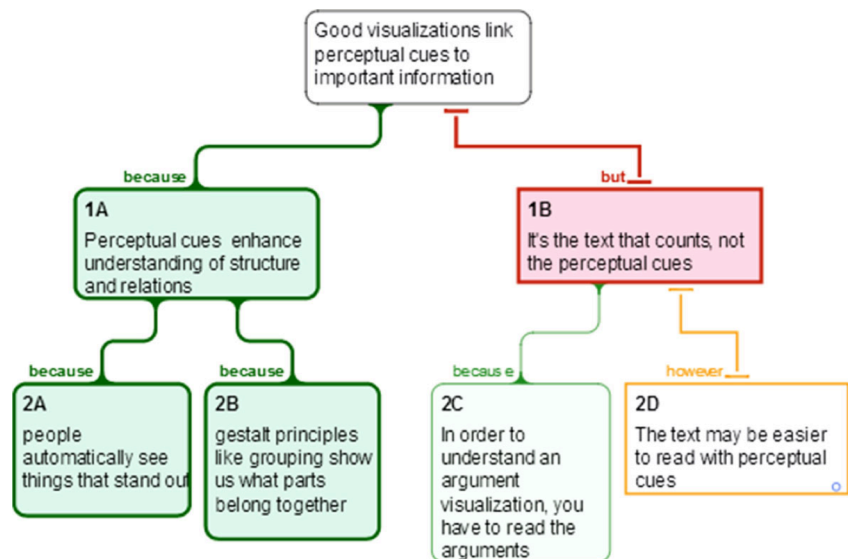 Good visualizations link
perceptual cues to
important information
because
but
1A
Perceptual cues enhance
understanding of structure
and relations
1B
It's the text that counts, not
the perceptual cues
because
because
because
however
2A
people
automatically see
things that stand out
2B
gestalt principles
like grouping show
us what parts
belong together
2C
In order to
understand an
argument
visualization, you
have to read the
arguments
2D
The text may be easier
to read with perceptual
cues